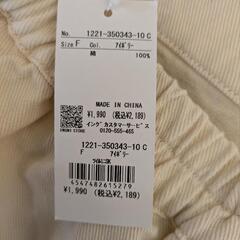 No. 1221-350343-10 C
Size F Col. ｱｲﾎﾞﾘｰ
綿 100%
MADE IN CHINA
¥1,990 (税込¥2,189)
イングカスタマーサービス
0120-555-465
1221-350343-10 C
F ｱｲﾎﾞﾘｰ
4547482615279
¥1,990 (税込¥2,189)